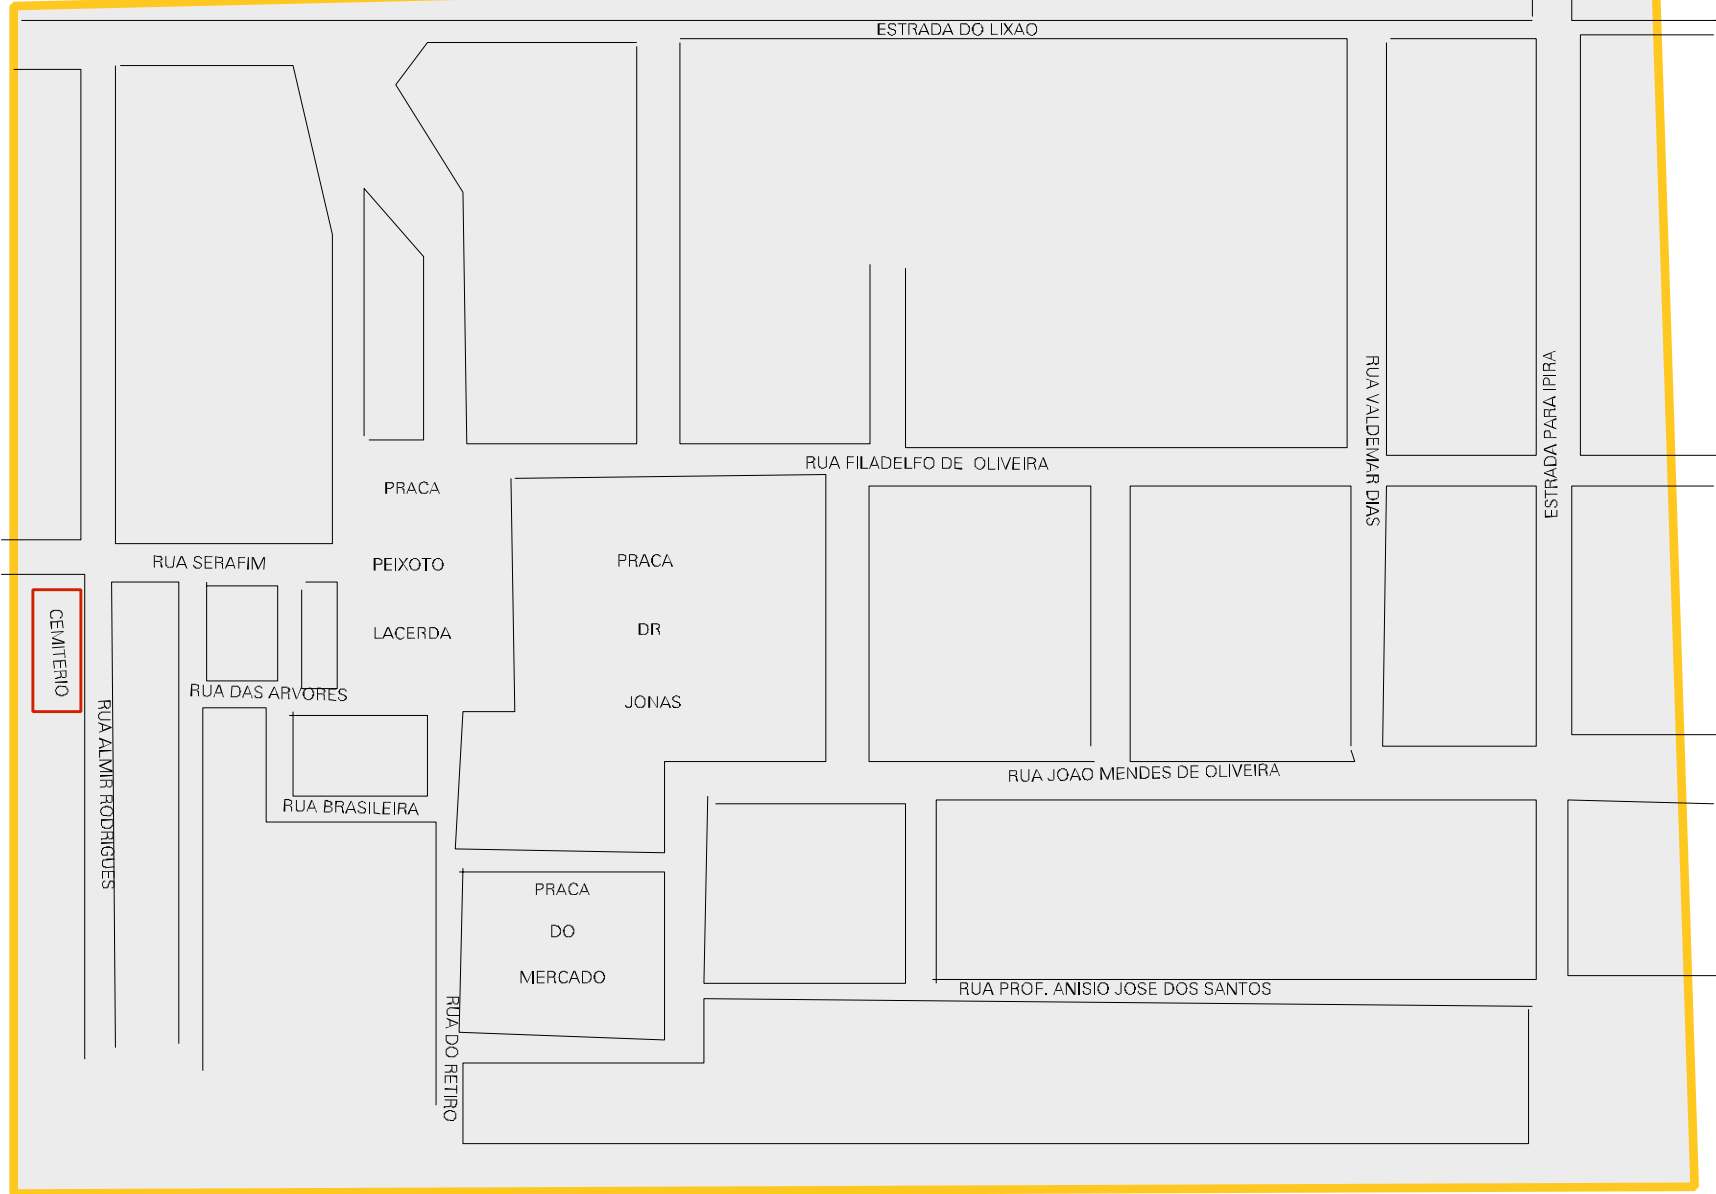 ESTRADA DO LIXAO
RUA VALDEMAR DIAS
ESTRADA PARA IPIRA
RUA FILADELFO DE OLIVEIRA
PRACA
PEIXOTO
LACERDA
RUA SERAFIM
PRACA
DR
JONAS
CEMITERIO
RUA DAS ARVORES
RUA ALMIR RODRIGUES
RUA BRASILEIRA
RUA JOAO MENDES DE OLIVEIRA
PRACA
DO
MERCADO
RUA PROF. ANISIO JOSE DOS SANTOS
RUA DO RETIRO